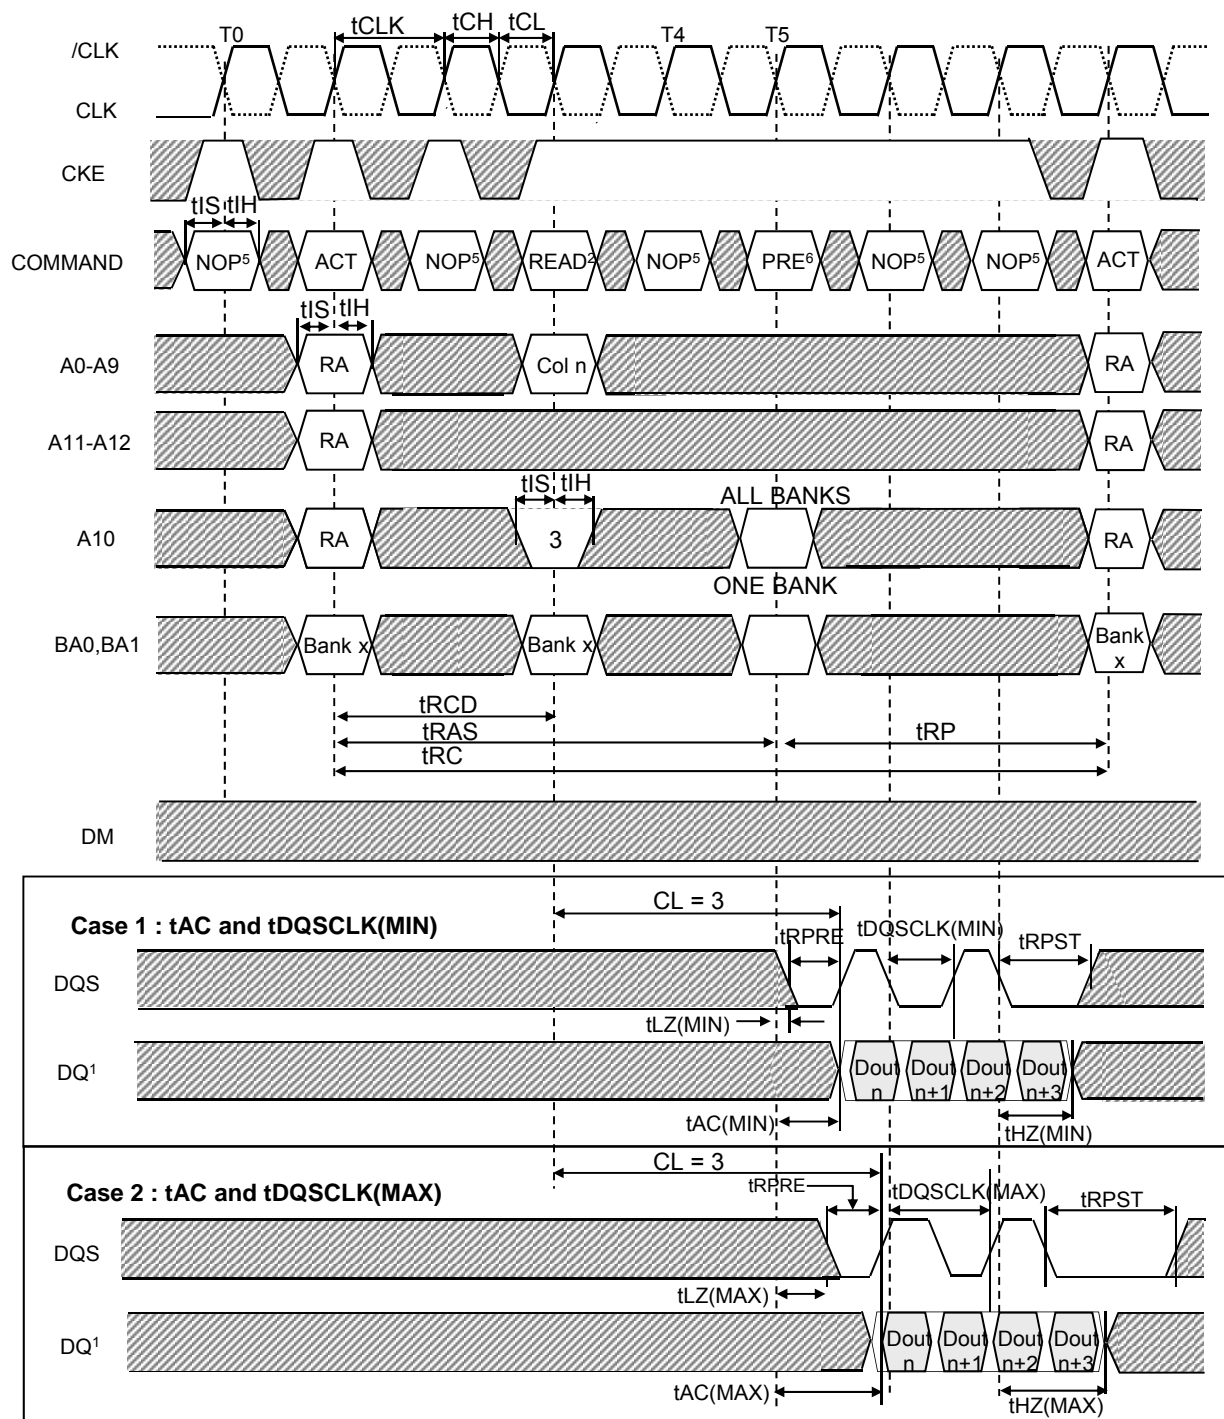 T0 tCLK tCH tCL T4 T5
/CLK
CLK
CKE
tIS tIH
COMMAND NOP5 ACT NOP5 READ2 NOP5 PRE6 NOP5 NOP5 ACT
tIS tIH
A0-A9 RA Col n RA
A11-A12 RA RA
tIS tIH ALL BANKS
A10 RA 3 RA
ONE BANK
BA0,BA1 Bank x Bank x Bank x
tRCD
tRAS tRP
tRC
DM
CL = 3
Case 1 : tAC and tDQSCLK(MIN)
tRPRE tDQSCLK(MIN) tRPST
DQS
tLZ(MIN)
DQ1 Dout n Dout n+1 Dout n+2 Dout n+3
tAC(MIN) tHZ(MIN)
CL = 3
Case 2 : tAC and tDQSCLK(MAX)
tRPRE tDQSCLK(MAX) tRPST
DQS
tLZ(MAX)
DQ1 Dout n Dout n+1 Dout n+2 Dout n+3
tAC(MAX) tHZ(MAX)